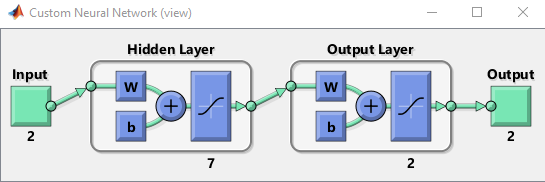 Custom Neural Network (view)
Hidden Layer
Output Layer
Input
W
b
W
b
Output
2
7
2
2